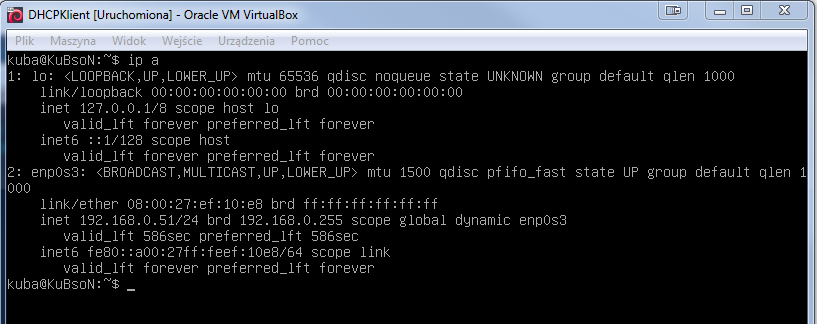 DHCPKlient [Uruchomiona] - Oracle VM VirtualBox
Plik Maszyna Widok Wejście Urządzenia Pomoc
kuba@KuBsoN:~$ ip a
1: lo: <LOOPBACK,UP,LOWER_UP> mtu 65536 qdisc noqueue state UNKNOWN group default qlen 1000
    link/loopback 00:00:00:00:00:00 brd 00:00:00:00:00:00
    inet 127.0.0.1/8 scope host lo
       valid_lft forever preferred_lft forever
    inet6 ::1/128 scope host
       valid_lft forever preferred_lft forever
2: enp0s3: <BROADCAST,MULTICAST,UP,LOWER_UP> mtu 1500 qdisc pfifo_fast state UP group default qlen 1
000
    link/ether 08:00:27:ef:10:e8 brd ff:ff:ff:ff:ff:ff
    inet 192.168.0.51/24 brd 192.168.0.255 scope global dynamic enp0s3
       valid_lft 586sec preferred_lft 586sec
    inet6 fe80::a00:27ff:feef:10e8/64 scope link
       valid_lft forever preferred_lft forever
kuba@KuBsoN:~$ _